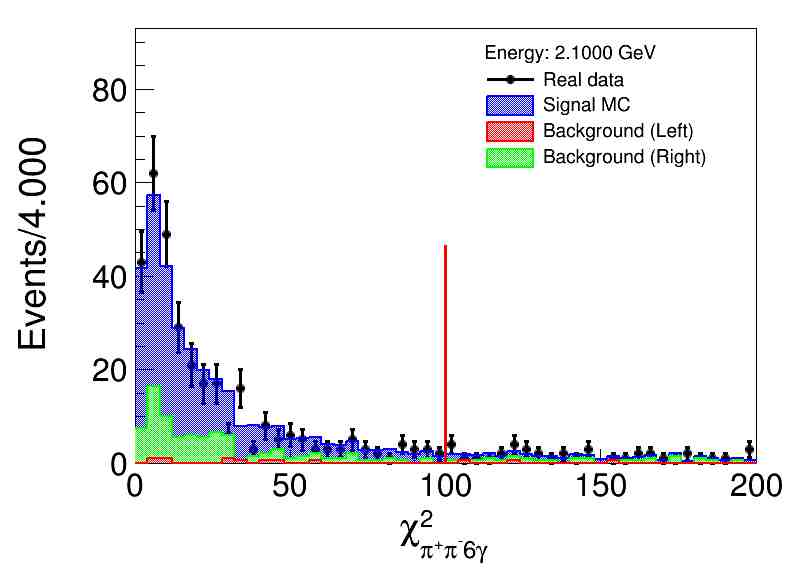 Energy: 2.1000 GeV
Real data
Signal MC
Background (Left)
Background (Right)
Events/4.000
80
60
40
20
0
0 50 100 150 200
χ²π⁺π⁻6γ